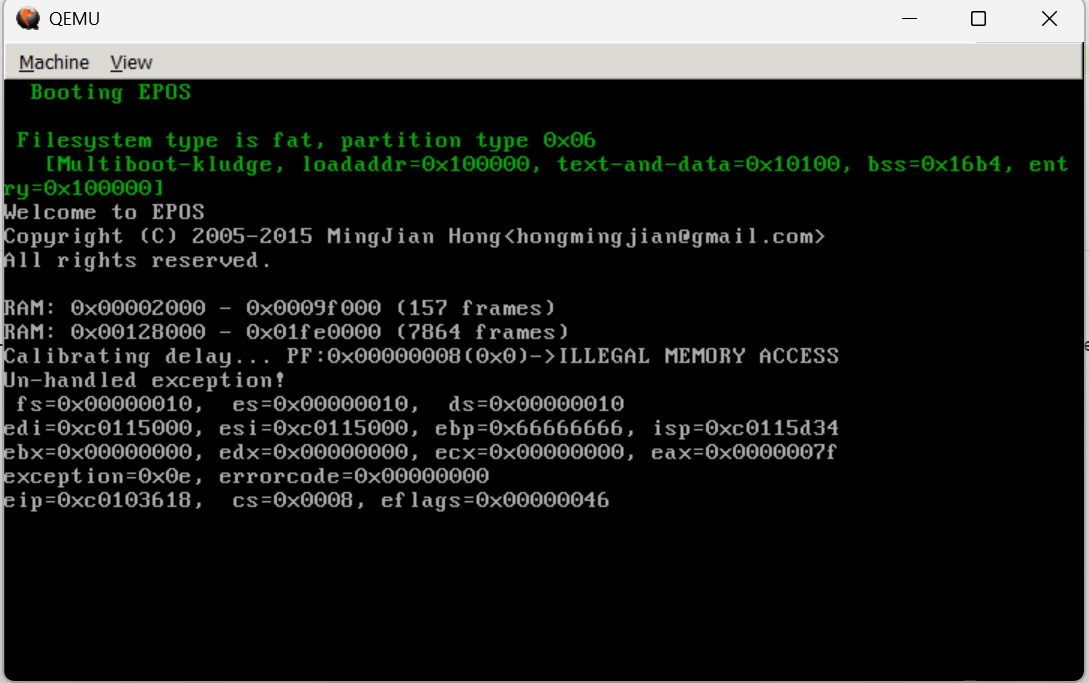 QEMU
Machine View
Booting EPOS
Filesystem type is fat, partition type 0x06
[Multiboot-kludge, loadaddr=0x100000, text-and-data=0x10100, bss=0x16b4, ent
ry=0x100000]
Welcome to EPOS
Copyright (C) 2005-2015 MingJian Hong<hongmingjian@gmail.com>
All rights reserved.
RAM: 0x00002000 - 0x0009f000 (157 frames)
RAM: 0x00128000 - 0x01fe0000 (7864 frames)
Calibrating delay... PF:0x00000008(0x0)->ILLEGAL MEMORY ACCESS
Un-handled exception!
fs=0x00000010, es=0x00000010, ds=0x00000010
edi=0xc0115000, esi=0xc0115000, ebp=0x66666666, isp=0xc0115d34
ebx=0x00000000, edx=0x00000000, ecx=0x00000000, eax=0x0000007f
exception=0x0e, errorcode=0x00000000
eip=0xc0103618, cs=0x0008, eflags=0x00000046